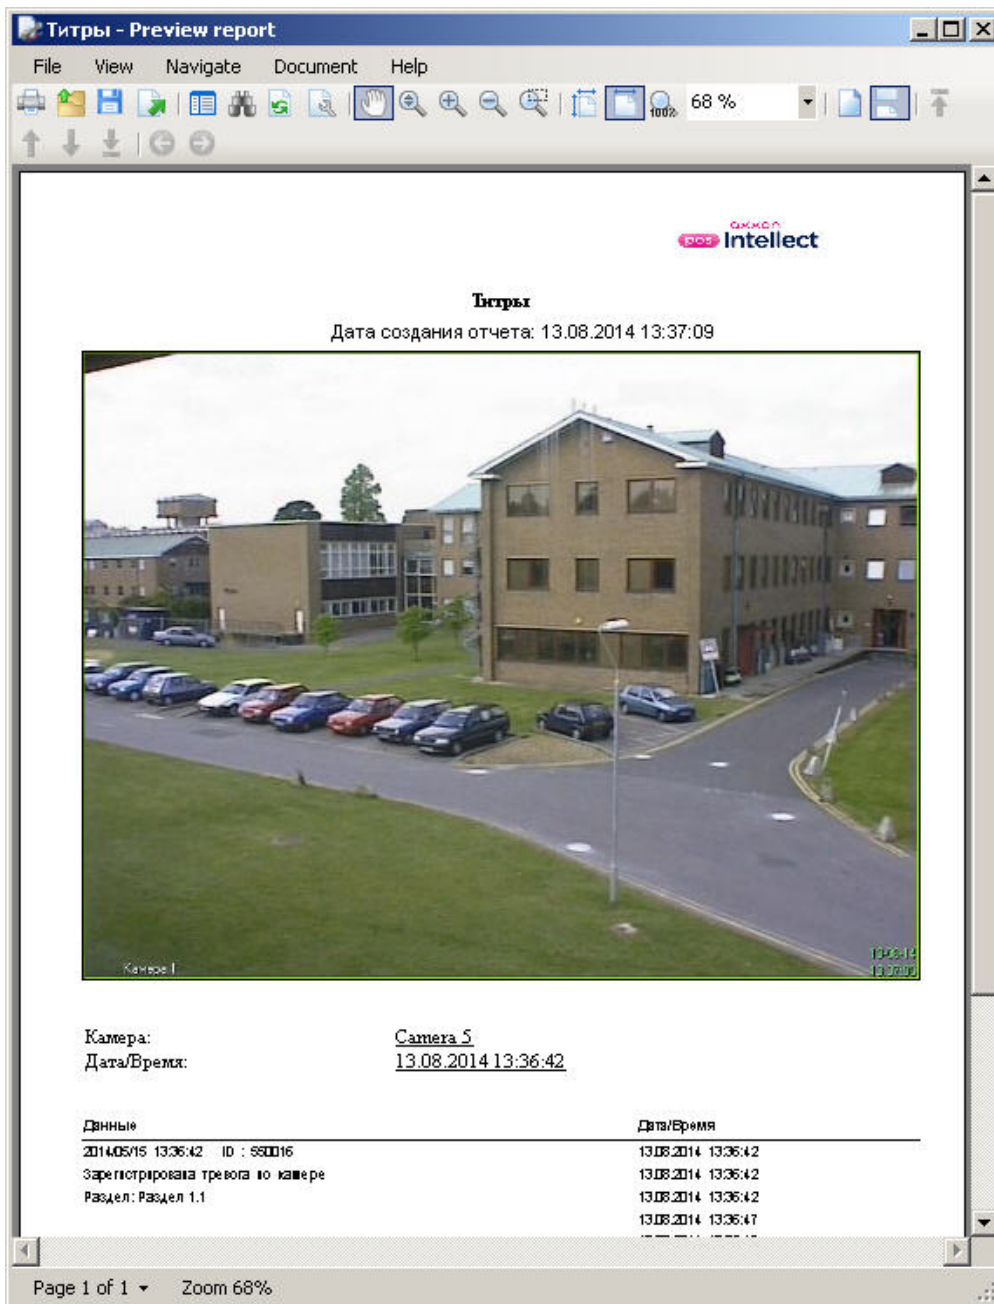 Титры - Preview report
File View Navigate Document Help
100%
68 %
axxon
pos Intellect
Титры
Дата создания отчета: 13.08.2014 13:37:09
Камера 1
Камера: Camera 5
Дата/Время: 13.08.2014 13:36:42
Данные Дата/Время
2014/05/15 13:36:42 ID : 550016 13.08.2014 13:36:42
Зарегистрирована тревога по камере 13.08.2014 13:36:42
Раздел: Раздел 1.1 13.08.2014 13:36:42
13.08.2014 13:36:47
Page 1 of 1 Zoom 68%